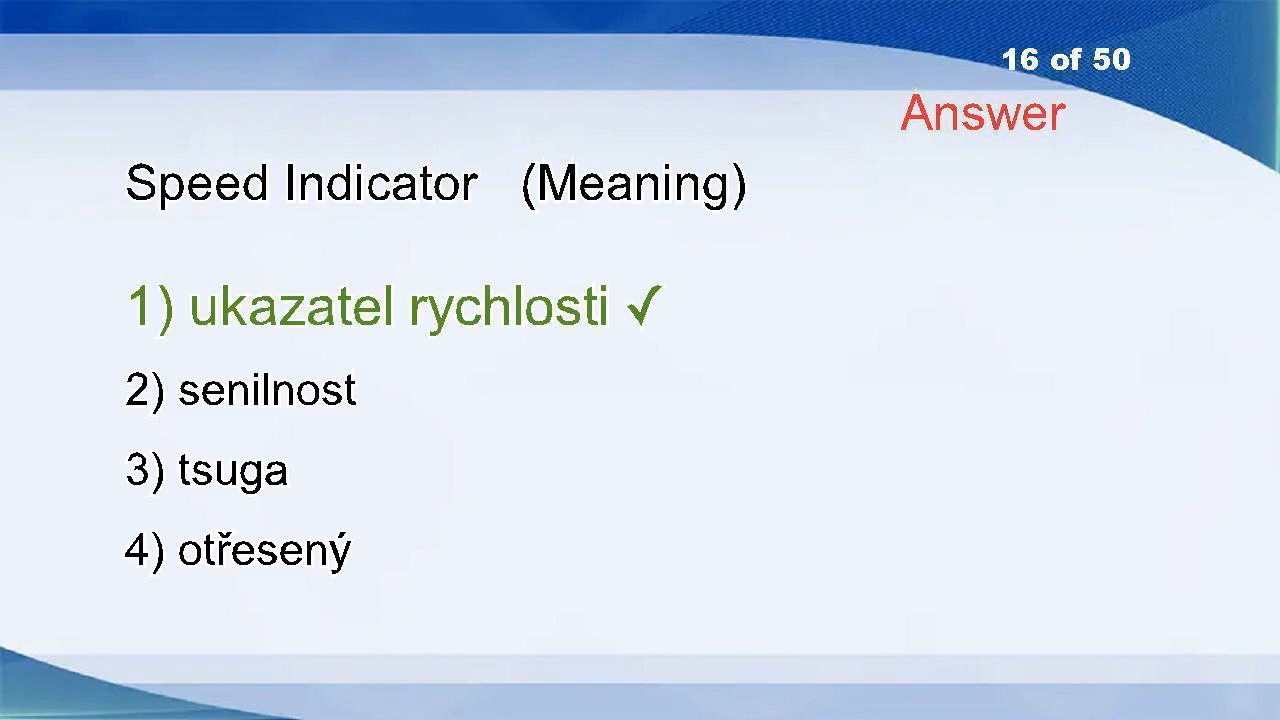 16 of 50
Answer
Speed Indicator (Meaning)
1) ukazatel rychlosti ✓
2) senilnost
3) tsuga
4) otřesený